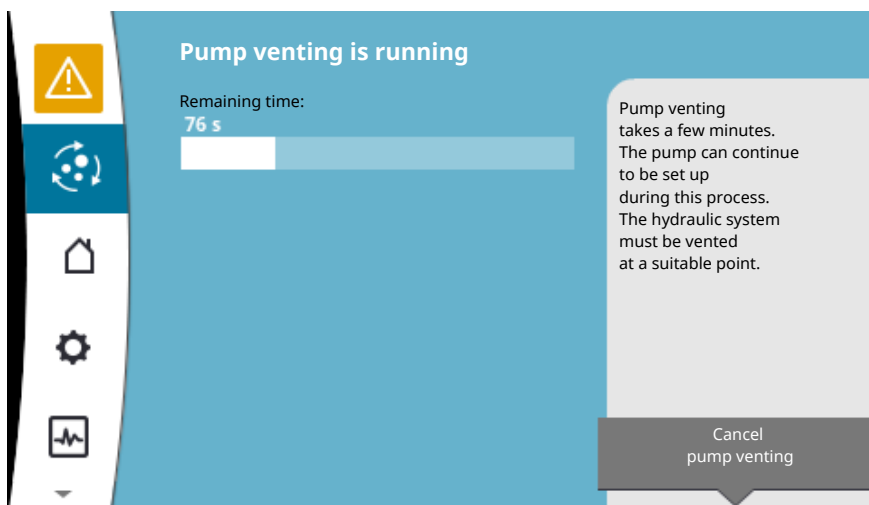 Pump venting is running
Remaining time:
76 s
Pump venting
takes a few minutes.
The pump can continue
to be set up
during this process.
The hydraulic system
must be vented
at a suitable point.
Cancel
pump venting